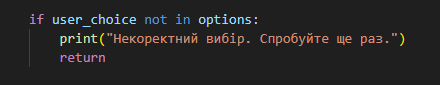 if user_choice not in options:
    print("Некоректний вибір. Спробуйте ще раз.")
    return